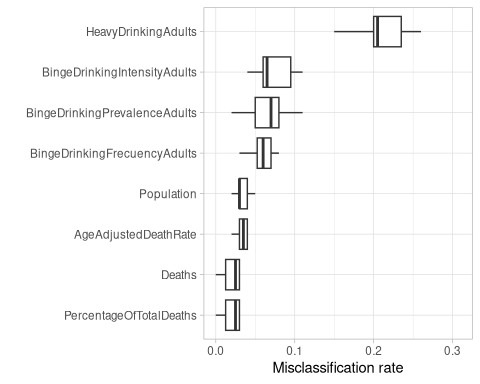 HeavyDrinkingAdults
BingeDrinkingIntensityAdults
BingeDrinkingPrevalenceAdults
BingeDrinkingFrecuencyAdults
Population
AgeAdjustedDeathRate
Deaths
PercentageOfTotalDeaths
0.0 0.1 0.2 0.3
Misclassification rate